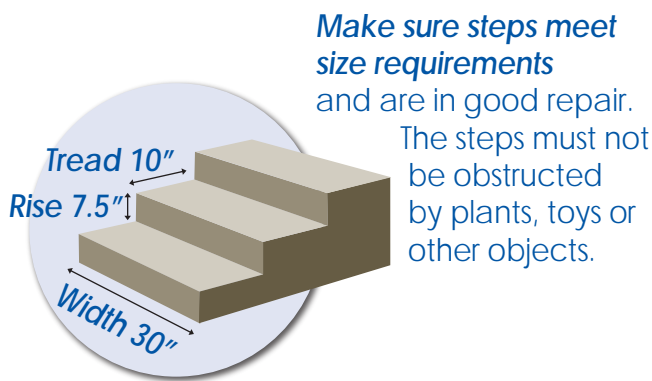 Make sure steps meet
size requirements
and are in good repair.
The steps must not
be obstructed
by plants, toys or
other objects.
Tread 10"
Rise 7.5"
Width 30"